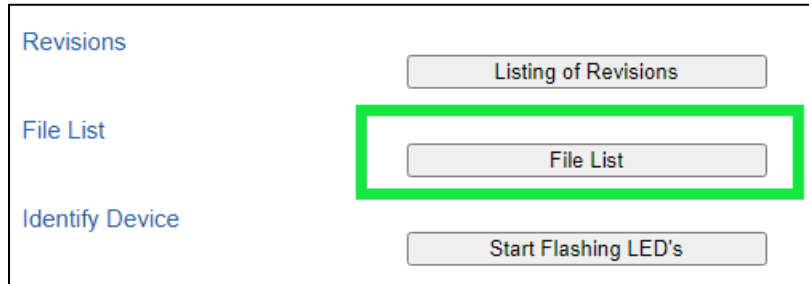 Revisions
Listing of Revisions
File List
File List
Identify Device
Start Flashing LED's